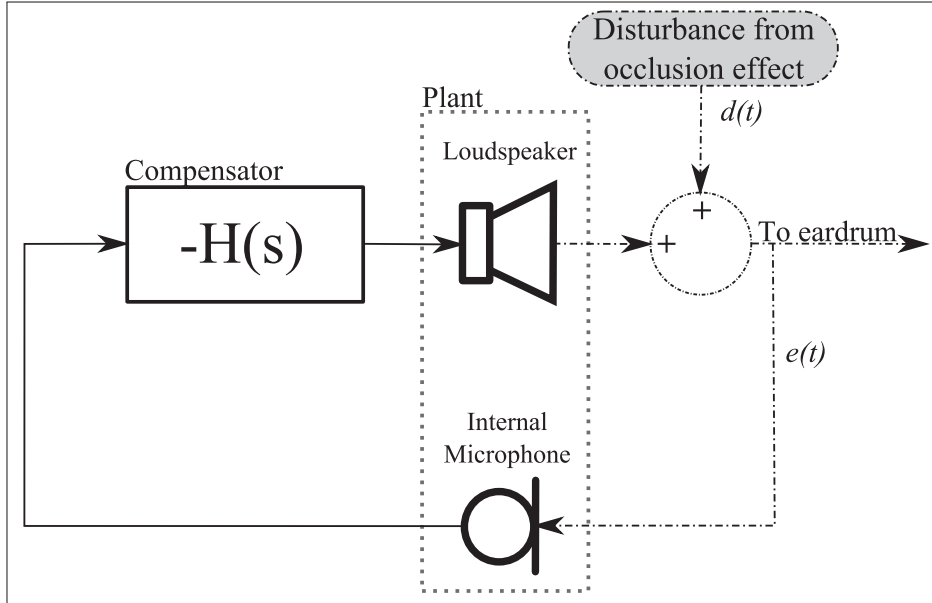 Disturbance from
occlusion effect
d(t)
Plant
Loudspeaker
Compensator
-H(s)
+
+
To eardrum
e(t)
Internal
Microphone